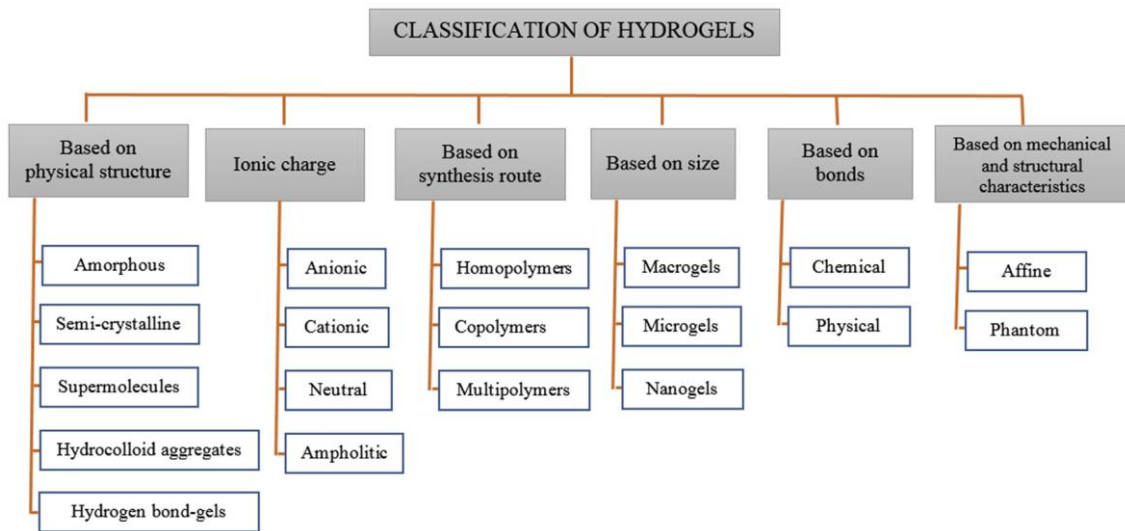 CLASSIFICATION OF HYDROGELS
Based on
physical structure
Amorphous
Semi-crystalline
Supermolecules
Hydrocolloid aggregates
Hydrogen bond-gels
Ionic charge
Anionic
Cationic
Neutral
Ampholitic
Based on
synthesis route
Homopolymers
Copolymers
Multipolymers
Based on size
Macrogels
Microgels
Nanogels
Based on
bonds
Chemical
Physical
Based on mechanical
and structural
characteristics
Affine
Phantom